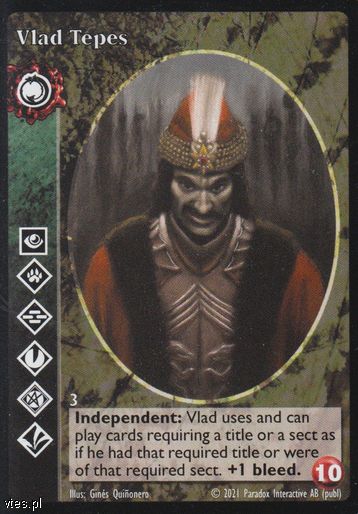 Vlad Tepes
3
Independent: Vlad uses and can
play cards requiring a title or a sect as
if he had that required title or were
of that required sect. +1 bleed.
10
Illus: Ginés Quiñonero
© 2021 Paradox Interactive AB (publ)
vtes.pl